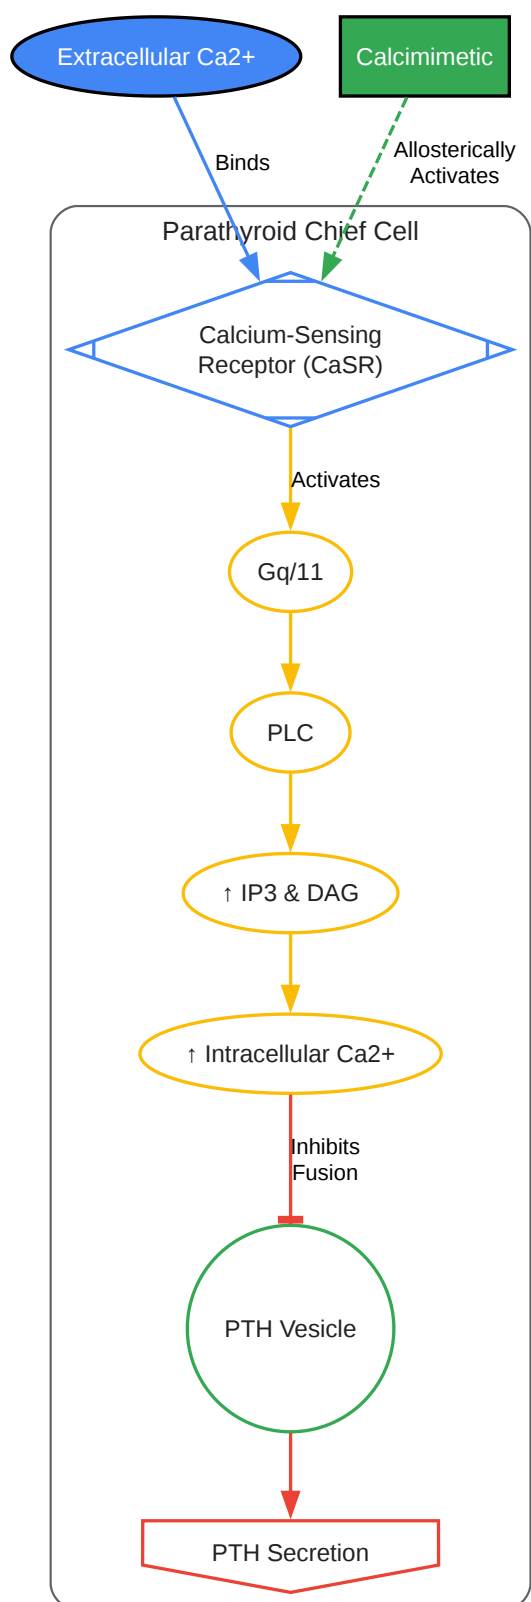 Extracellular Ca2+
Calcimimetic
Binds
Allosterically
Activates
Parathyroid Chief Cell
Calcium-Sensing
Receptor (CaSR)
Activates
Gq/11
PLC
↑ IP3 & DAG
↑ Intracellular Ca2+
Inhibits
Fusion
PTH Vesicle
PTH Secretion